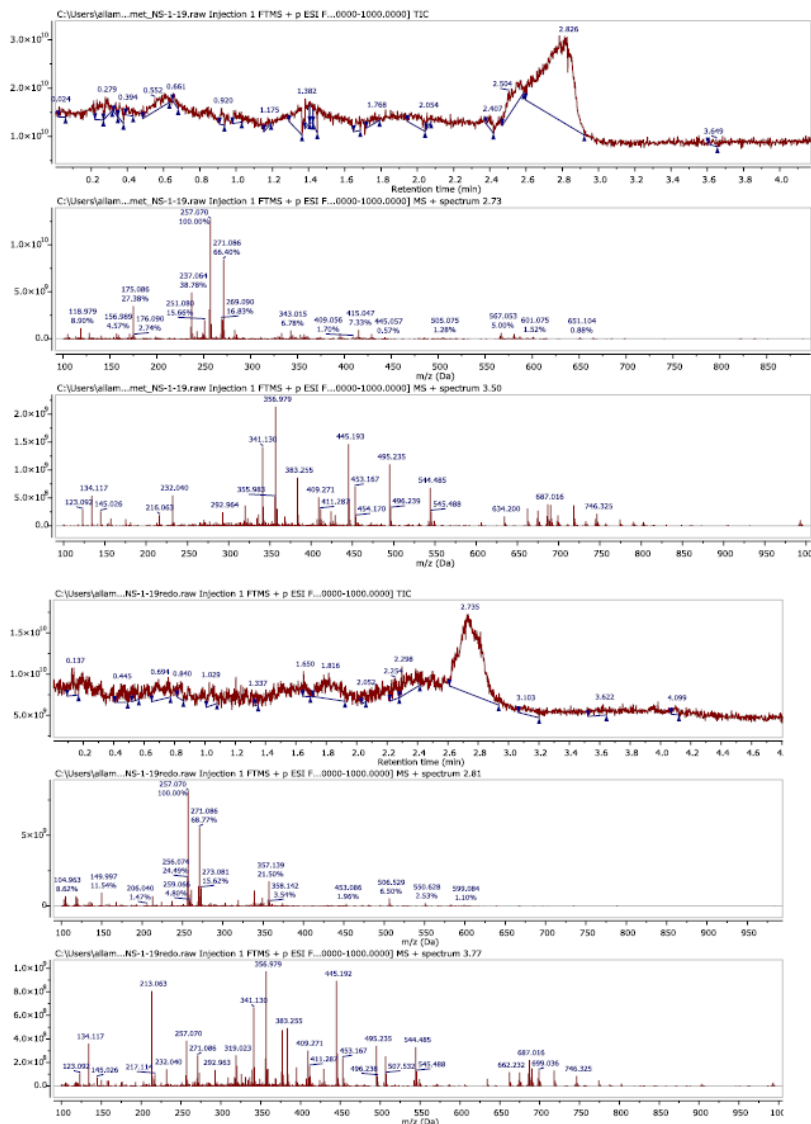 C:\Users\allam...met_NS-1-19.raw Injection 1 FTMS + p ESI F...0000-1000.0000] TIC
3.0×10¹⁰
2.0×10¹⁰
1.0×10¹⁰
0.024 0.279 0.394 0.552 0.661 0.920 1.175 1.382 1.768 2.054 2.407 2.504 2.826 3.649
0.2 0.4 0.6 0.8 1.0 1.2 1.4 1.6 1.8 2.0 2.2 2.4 2.6 2.8 3.0 3.2 3.4 3.6 3.8 4.0
Retention time (min)
C:\Users\allam...met_NS-1-19.raw Injection 1 FTMS + p ESI F...0000-1000.0000] MS + spectrum 2.73
1.0×10¹⁰
5.0×10⁹
0.0
118.979 8.90%
156.989 4.57%
175.086 27.38%
176.090 2.74%
237.064 38.78%
251.080 15.66%
257.070 100.00%
271.086 66.40%
269.090 16.83%
343.015 6.78%
409.056 1.70%
415.047 7.33%
445.057 0.57%
505.075 1.28%
567.053 5.00%
601.075 1.52%
651.104 0.88%
100 150 200 250 300 350 400 450 500 550 600 650 700 750 800 850
m/z (Da)
C:\Users\allam...met_NS-1-19.raw Injection 1 FTMS + p ESI F...0000-1000.0000] MS + spectrum 3.50
2.0×10⁹
1.5×10⁹
1.0×10⁹
5.0×10⁸
0.0
123.092 134.117 145.026 216.063 232.040 292.964 341.130 355.983 356.979 383.255 409.271 411.287 445.193 453.167 454.170 495.235 496.239 544.485 545.488 634.200 687.016 746.325
100 150 200 250 300 350 400 450 500 550 600 650 700 750 800 850 900 950 100
m/z (Da)
C:\Users\allam...NS-1-19redo.raw Injection 1 FTMS + p ESI F...0000-1000.0000] TIC
1.5×10¹⁰
1.0×10¹⁰
5.0×10⁹
0.137 0.445 0.694 0.840 1.029 1.337 1.650 1.816 2.052 2.254 2.298 2.735 3.103 3.622 4.099
0.2 0.4 0.6 0.8 1.0 1.2 1.4 1.6 1.8 2.0 2.2 2.4 2.6 2.8 3.0 3.2 3.4 3.6 3.8 4.0 4.2 4.4 4.6 4.8
Retention time (min)
C:\Users\allam...NS-1-19redo.raw Injection 1 FTMS + p ESI F...0000-1000.0000] MS + spectrum 2.81
5×10⁹
0
104.963 8.62%
149.997 11.54%
206.040 1.47%
256.074 24.49%
259.066 4.80%
257.070 100.00%
271.086 68.77%
273.081 15.62%
357.139 21.50%
358.142 3.54%
453.086 1.96%
506.529 6.50%
550.628 2.53%
599.084 1.10%
100 150 200 250 300 350 400 450 500 550 600 650 700 750 800 850 900 950 100
m/z (Da)
C:\Users\allam...NS-1-19redo.raw Injection 1 FTMS + p ESI F...0000-1000.0000] MS + spectrum 3.77
1.0×10⁹
8.0×10⁸
6.0×10⁸
4.0×10⁸
2.0×10⁸
0.0
123.092 134.117 145.026 213.063 217.114 232.040 257.070 271.086 292.963 319.023 341.130 356.979 383.255 409.271 411.287 445.192 453.167 495.235 496.238 507.532 544.485 545.488 662.232 687.016 699.036 746.325
100 150 200 250 300 350 400 450 500 550 600 650 700 750 800 850 900 950 100
m/z (Da)